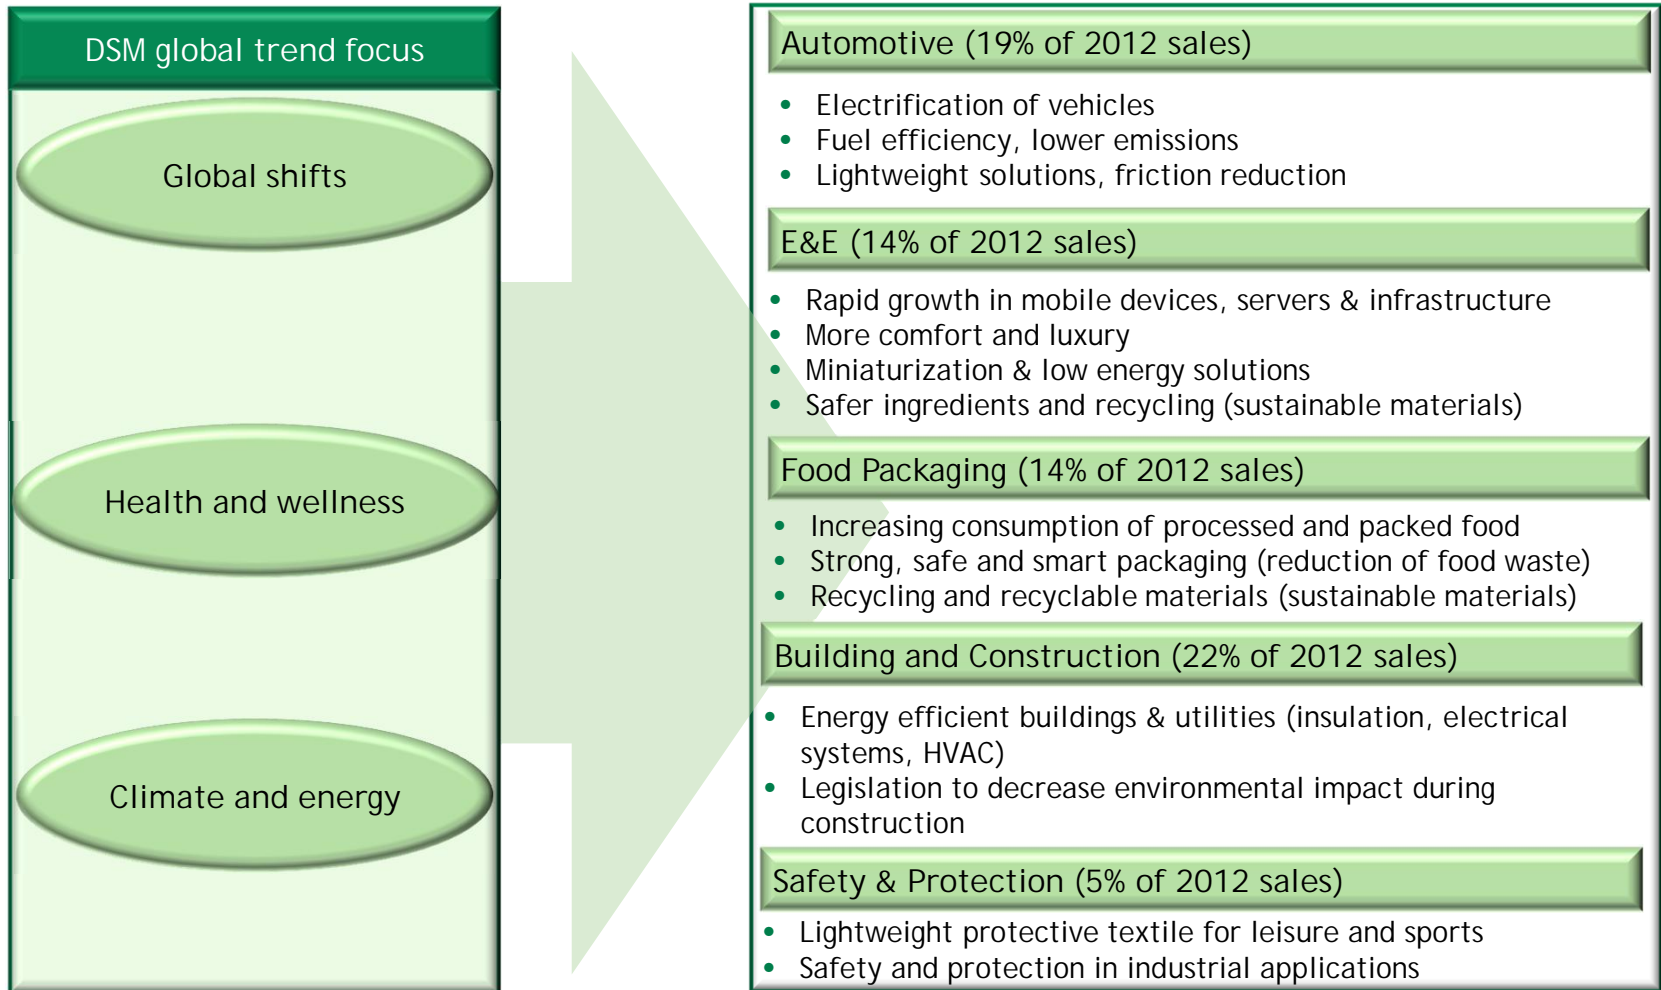 DSM global trend focus
Global shifts
Health and wellness
Climate and energy
Automotive (19% of 2012 sales)
• Electrification of vehicles
• Fuel efficiency, lower emissions
• Lightweight solutions, friction reduction
E&E (14% of 2012 sales)
• Rapid growth in mobile devices, servers & infrastructure
• More comfort and luxury
• Miniaturization & low energy solutions
• Safer ingredients and recycling (sustainable materials)
Food Packaging (14% of 2012 sales)
• Increasing consumption of processed and packed food
• Strong, safe and smart packaging (reduction of food waste)
• Recycling and recyclable materials (sustainable materials)
Building and Construction (22% of 2012 sales)
• Energy efficient buildings & utilities (insulation, electrical
systems, HVAC)
• Legislation to decrease environmental impact during
construction
Safety & Protection (5% of 2012 sales)
• Lightweight protective textile for leisure and sports
• Safety and protection in industrial applications